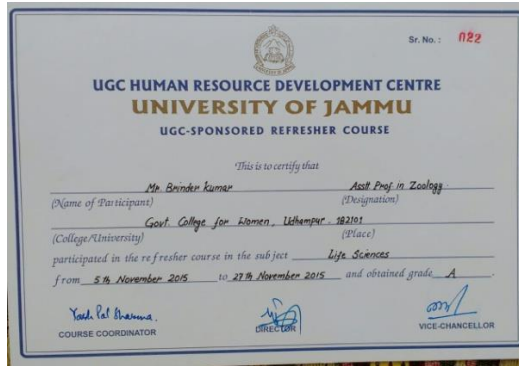 Sr. No. : 022
UGC HUMAN RESOURCE DEVELOPMENT CENTRE
UNIVERSITY OF JAMMU
UGC-SPONSORED REFRESHER COURSE
This is to certify that
Mr. Brinder Kumar Asstt Prof in Zoology.
(Name of Participant) (Designation)
Govt. College for Women, Udhampur - 182101
(College/University) (Place)
participated in the refresher course in the subject Life Sciences
from 5th November 2015 to 27th November 2015 and obtained grade A .
Yash Pal Sharma.
COURSE COORDINATOR DIRECTOR VICE-CHANCELLOR